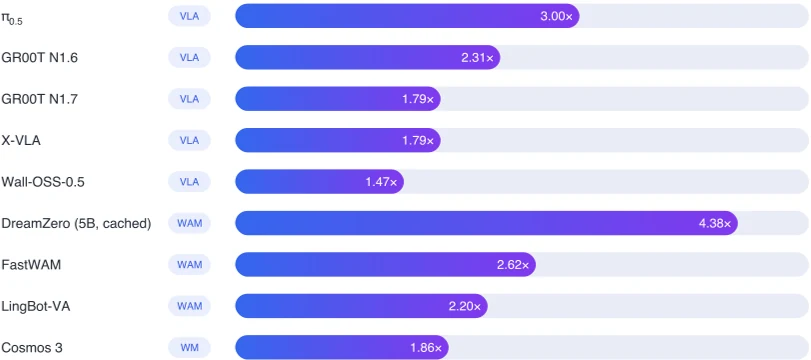 π0.5 VLA 3.00×
GR00T N1.6 VLA 2.31×
GR00T N1.7 VLA 1.79×
X-VLA VLA 1.79×
Wall-OSS-0.5 VLA 1.47×
DreamZero (5B, cached) WAM 4.38×
FastWAM WAM 2.62×
LingBot-VA WAM 2.20×
Cosmos 3 WM 1.86×